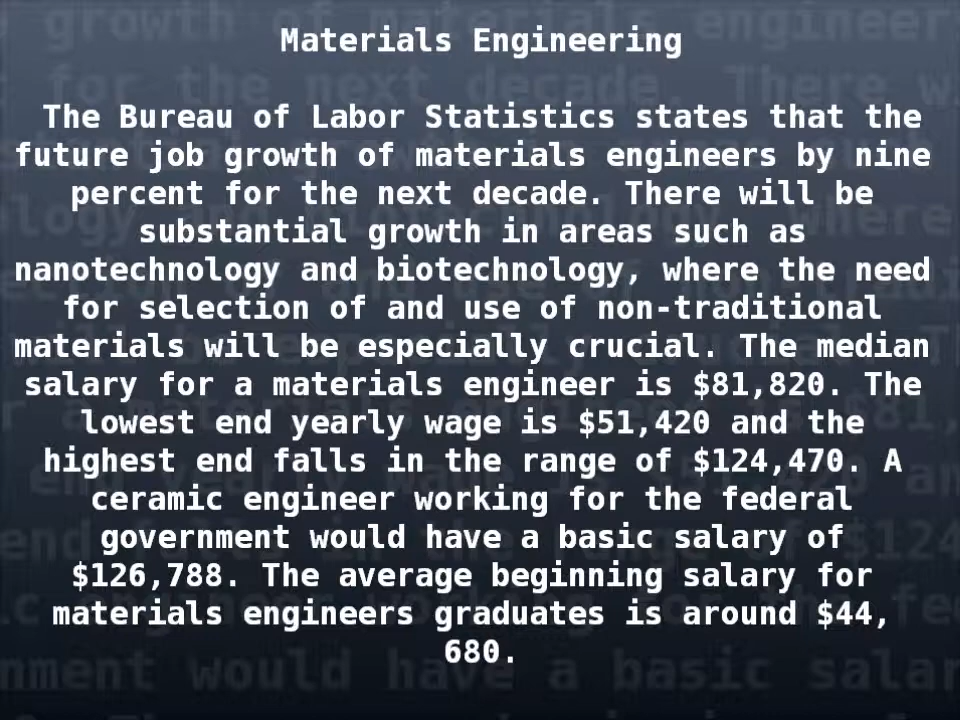 Materials Engineering
The Bureau of Labor Statistics states that the
future job growth of materials engineers by nine
percent for the next decade. There will be
substantial growth in areas such as
nanotechnology and biotechnology, where the need
for selection of and use of non-traditional
materials will be especially crucial. The median
salary for a materials engineer is $81,820. The
lowest end yearly wage is $51,420 and the
highest end falls in the range of $124,470. A
ceramic engineer working for the federal
government would have a basic salary of
$126,788. The average beginning salary for
materials engineers graduates is around $44,
680.